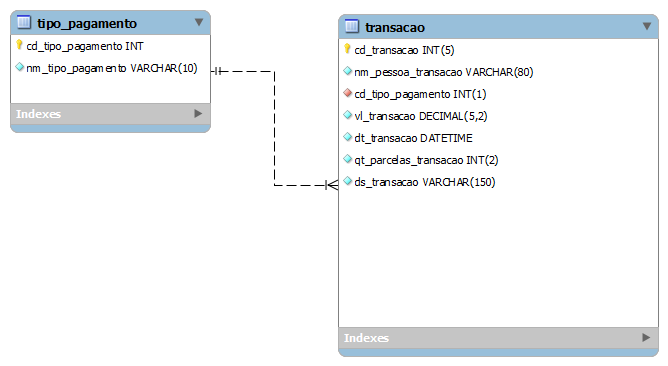 tipo_pagamento
cd_tipo_pagamento INT
nm_tipo_pagamento VARCHAR(10)
Indexes
transacao
cd_transacao INT(5)
nm_pessoa_transacao VARCHAR(80)
cd_tipo_pagamento INT(1)
vl_transacao DECIMAL(5,2)
dt_transacao DATETIME
qt_parcelas_transacao INT(2)
ds_transacao VARCHAR(150)
Indexes